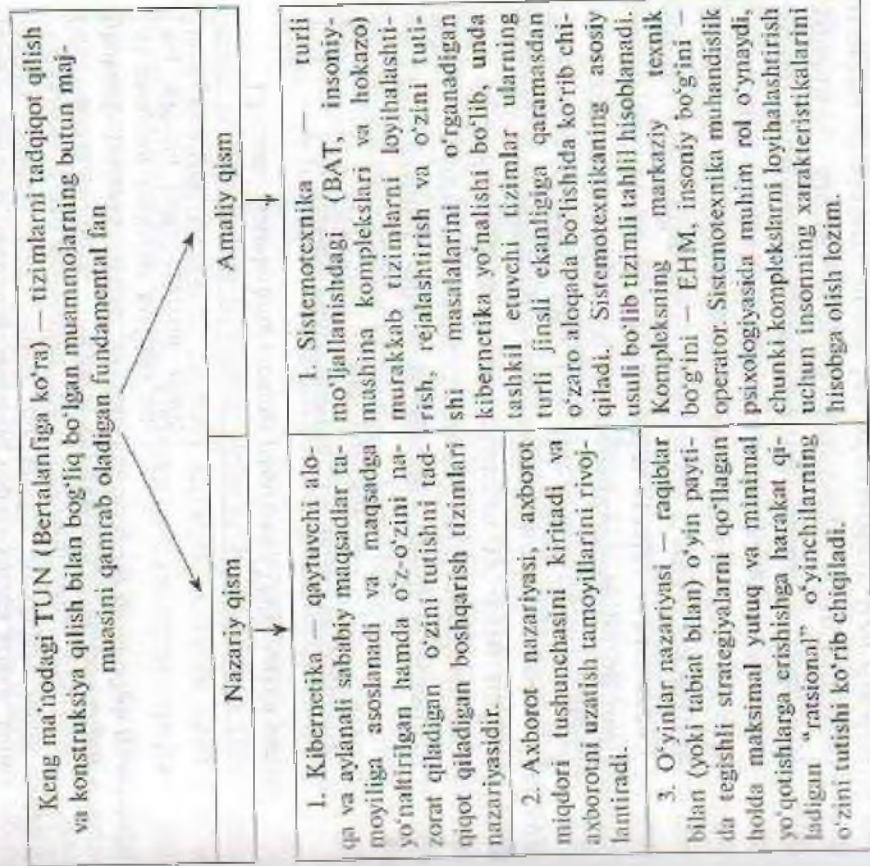 Keng ma'nodagi TUN (Bertalanfiga ko'ra) — tizimlarni tadqiqot qilish
va konstruksiya qilish bilan bog'liq bo'lgan muammolarning butun maj-
muasini qamrab oladigan fundamental fan
Nazariy qism
Amaliy qism
1. Kibernetika — qaytuvchi alo-
qa va aylanali sababiy maqsadlar ta-
moyiliga asoslanadi va maqsadga
yo'naltirilgan hamda o'z-o'zini na-
zorat qiladigan o'zini tutishni tad-
qiqot qiladigan boshqarish tizimlari
nazariyasidir.
2. Axborot nazariyasi, axborot
miqdori tushunchasini kiritadi va
axborotni uzatish tamoyillarini rivoj-
lantiradi.
3. O'yinlar nazariyasi — raqiblar
bilan (yoki tabiat bilan) o'yin payti-
da tegishli strategiyalarni qo'llagan
holda maksimal yutuq va minimal
yo'qotishlarga erishishga harakat qi-
ladigan "ratsional" o'yinchilarning
o'zini tutishi ko'rib chiqiladi.
1. Sistemotexnika — turli
mo'ljallanishdagi (BAT, insoniy-
mashina komplekslari va hokazo)
murakkab tizimlarni loyihalashti-
rish, rejalashtirish va o'zini tuti-
shi masalalarini o'rganadigan
kibernetika yo'nalishi bo'lib, unda
tashkil etuvchi tizimlar ularning
turli jinsli ekanligiga qaramasdan
o'zaro aloqada bo'lishida ko'rib chi-
qiladi. Sistemotexnikaning asosiy
usuli bo'lib tizimli tahlil hisoblanadi.
Kompleksning markaziy texnik
bo'g'ini — EHM, insoniy bo'g'ini —
operator. Sistemotexnika muhandislik
psixologiyasida muhim rol o'ynaydi,
chunki komplekslarni loyihalashtirish
uchun insonning xarakteristikalarini
hisobga olish lozim.